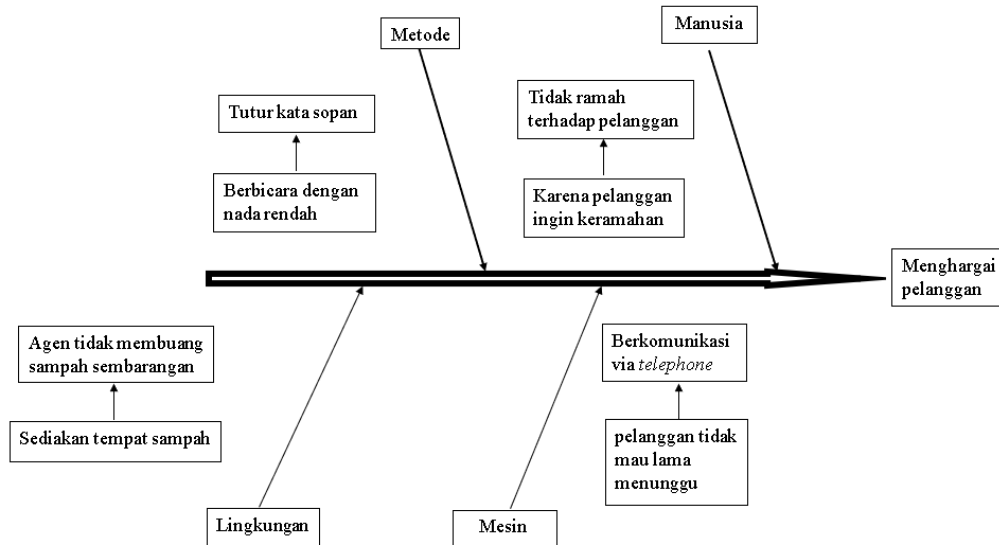 Metode
Manusia
Tutur kata sopan
Berbicara dengan
nada rendah
Tidak ramah
terhadap pelanggan
Karena pelanggan
ingin keramahan
Menghargai
pelanggan
Agen tidak membuang
sampah sembarangan
Sediakan tempat sampah
Berkomunikasi
via telephone
pelanggan tidak
mau lama
menunggu
Lingkungan
Mesin